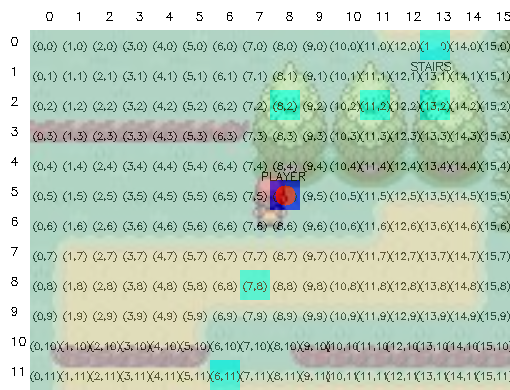 0 1 2 3 4 5 6 7 8 9 10 11 12 13 14 15
0 (0,0) (1,0) (2,0) (3,0) (4,0) (5,0) (6,0) (7,0) (8,0) (9,0) (10,0)(11,0) (12,0) (14,0)(15,0)
STAIRS
1 (0,1) (1,1) (2,1) (3,1) (4,1) (5,1) (6,1) (7,1) (8,1) (9,1) (10,1)(11,1) (12,1)(13,1)(14,1)(15,1)
2 (0,2) (1,2) (2,2) (3,2) (4,2) (5,2) (6,2) (7,2) (8,2) (9,2) (10,2)(11,2) (12,2)(13,2)(14,2)(15,2)
3 (0,3) (1,3) (2,3) (3,3) (4,3) (5,3) (6,3) (7,3) (8,3) (9,3) (10,3)(11,3)(12,3)(13,3)(14,3)(15,3)
4 (0,4) (1,4) (2,4) (3,4) (4,4) (5,4) (6,4) (7,4) (8,4) (9,4) (10,4)(11,4)(12,4)(13,4)(14,4)(15,4)
PLAYER
5 (0,5) (1,5) (2,5) (3,5) (4,5) (5,5) (6,5) (7,5) (9,5) (10,5)(11,5)(12,5)(13,5)(14,5)(15,5)
6 (0,6) (1,6) (2,6) (3,6) (4,6) (5,6) (6,6) (7,6) (8,6) (9,6) (10,6)(11,6)(12,6)(13,6)(14,6)(15,6)
7 (0,7) (1,7) (2,7) (3,7) (4,7) (5,7) (6,7) (7,7) (8,7) (9,7) (10,7)(11,7)(12,7)(13,7)(14,7)(15,7)
8 (0,8) (1,8) (2,8) (3,8) (4,8) (5,8) (6,8) (7,8) (8,8) (9,8) (10,8)(11,8)(12,8)(13,8)(14,8)(15,8)
9 (0,9) (1,9) (2,9) (3,9) (4,9) (5,9) (6,9) (7,9) (8,9) (9,9) (10,9)(11,9)(12,9)(13,9)(14,9)(15,9)
10 (0,10)(1,10)(2,10)(3,10)(4,10)(5,10) (6,10)(7,10)(8,10)(9,10)(10,10)(11,10)(12,10)(13,10)(14,10)(15,10)
11 (0,11)(1,11)(2,11)(3,11)(4,11)(5,11)(6,11)(7,11)(8,11)(9,11)(10,11)(11,11)(12,11)(13,11)(14,11)(15,11)